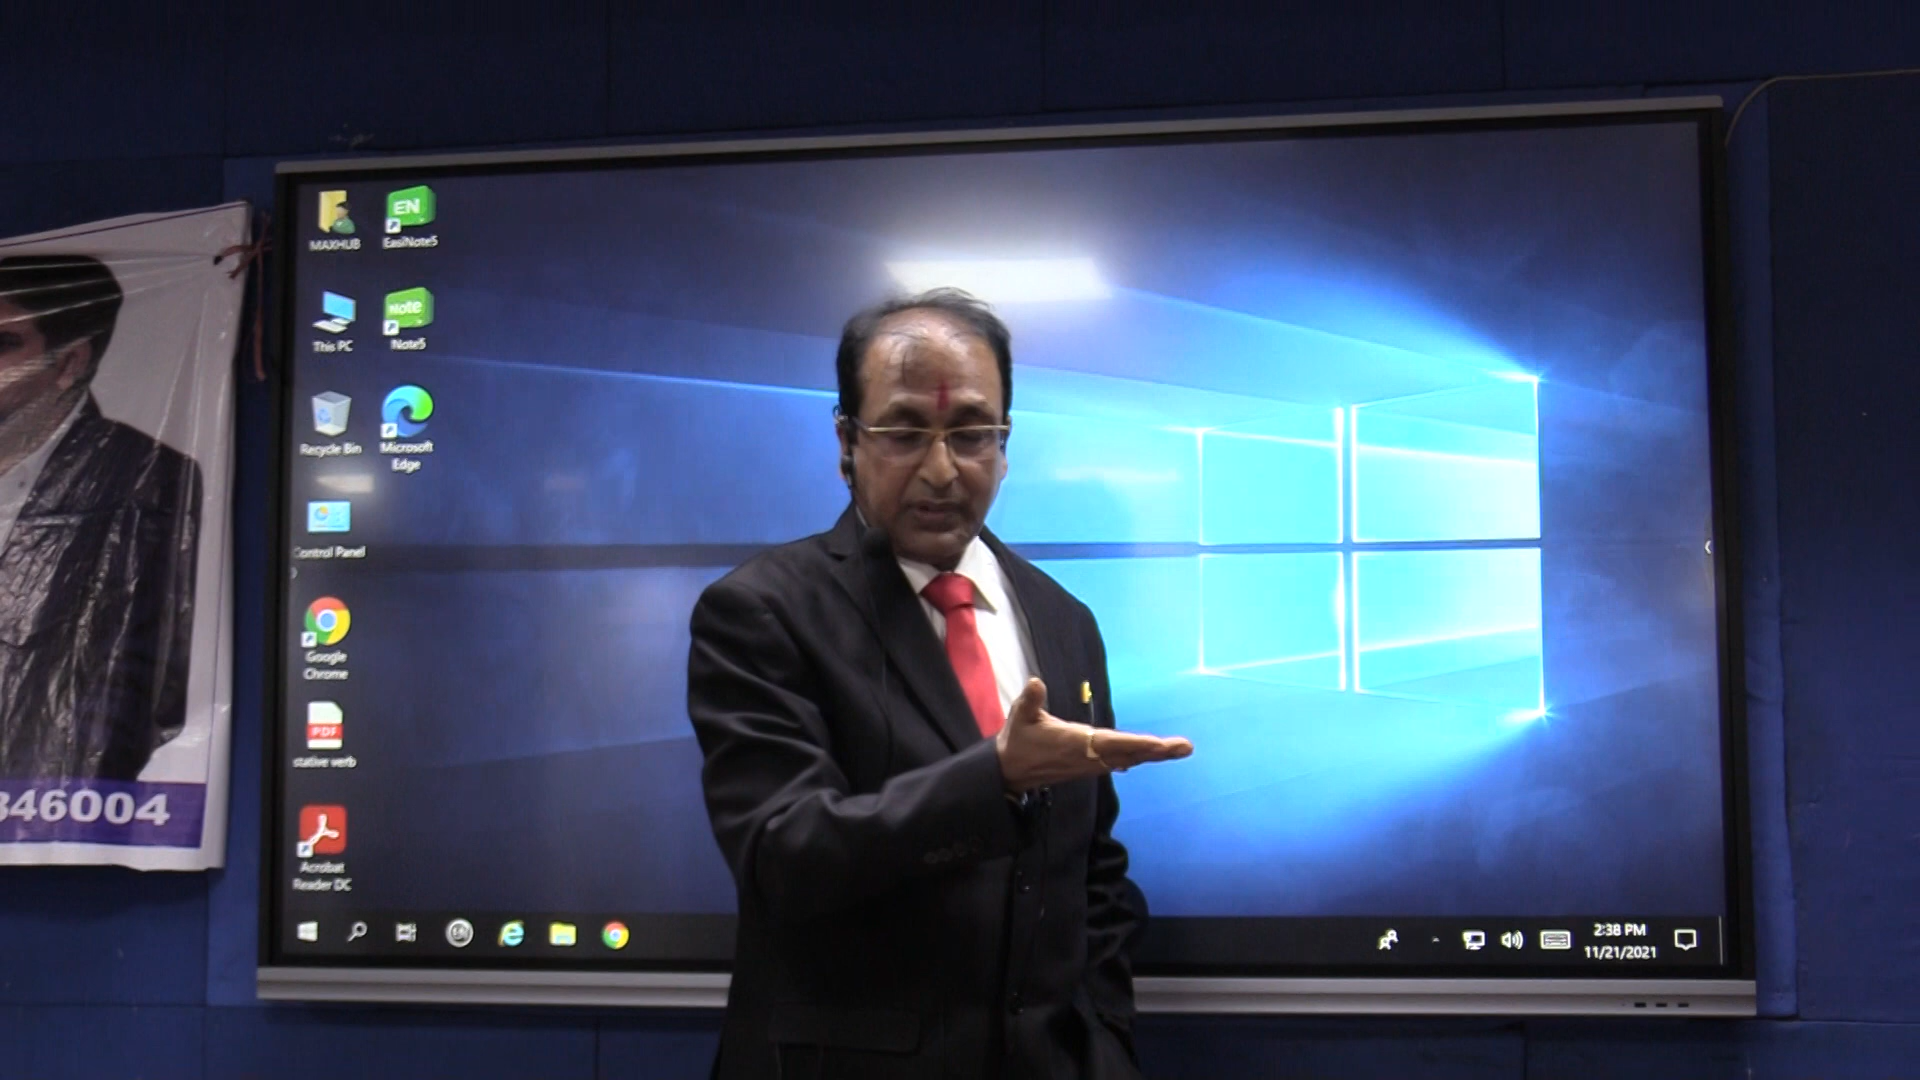 MAXHUB
EN
EasiNote5
This PC
Note
Note5
Recycle Bin
Microsoft
Edge
Control Panel
Google
Chrome
PDF
stative verb
Acrobat
Reader DC
2:38 PM
11/21/2021
846004